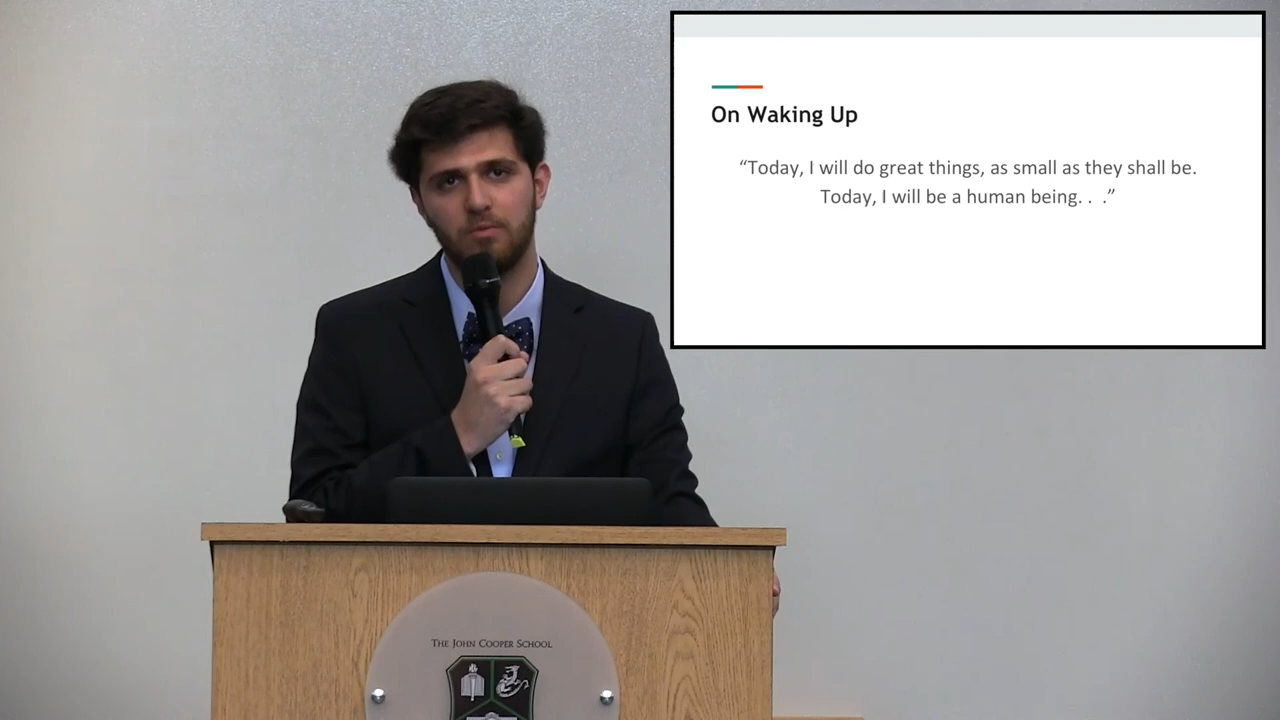 On Waking Up
“Today, I will do great things, as small as they shall be.
Today, I will be a human being. . .”
THE JOHN COOPER SCHOOL